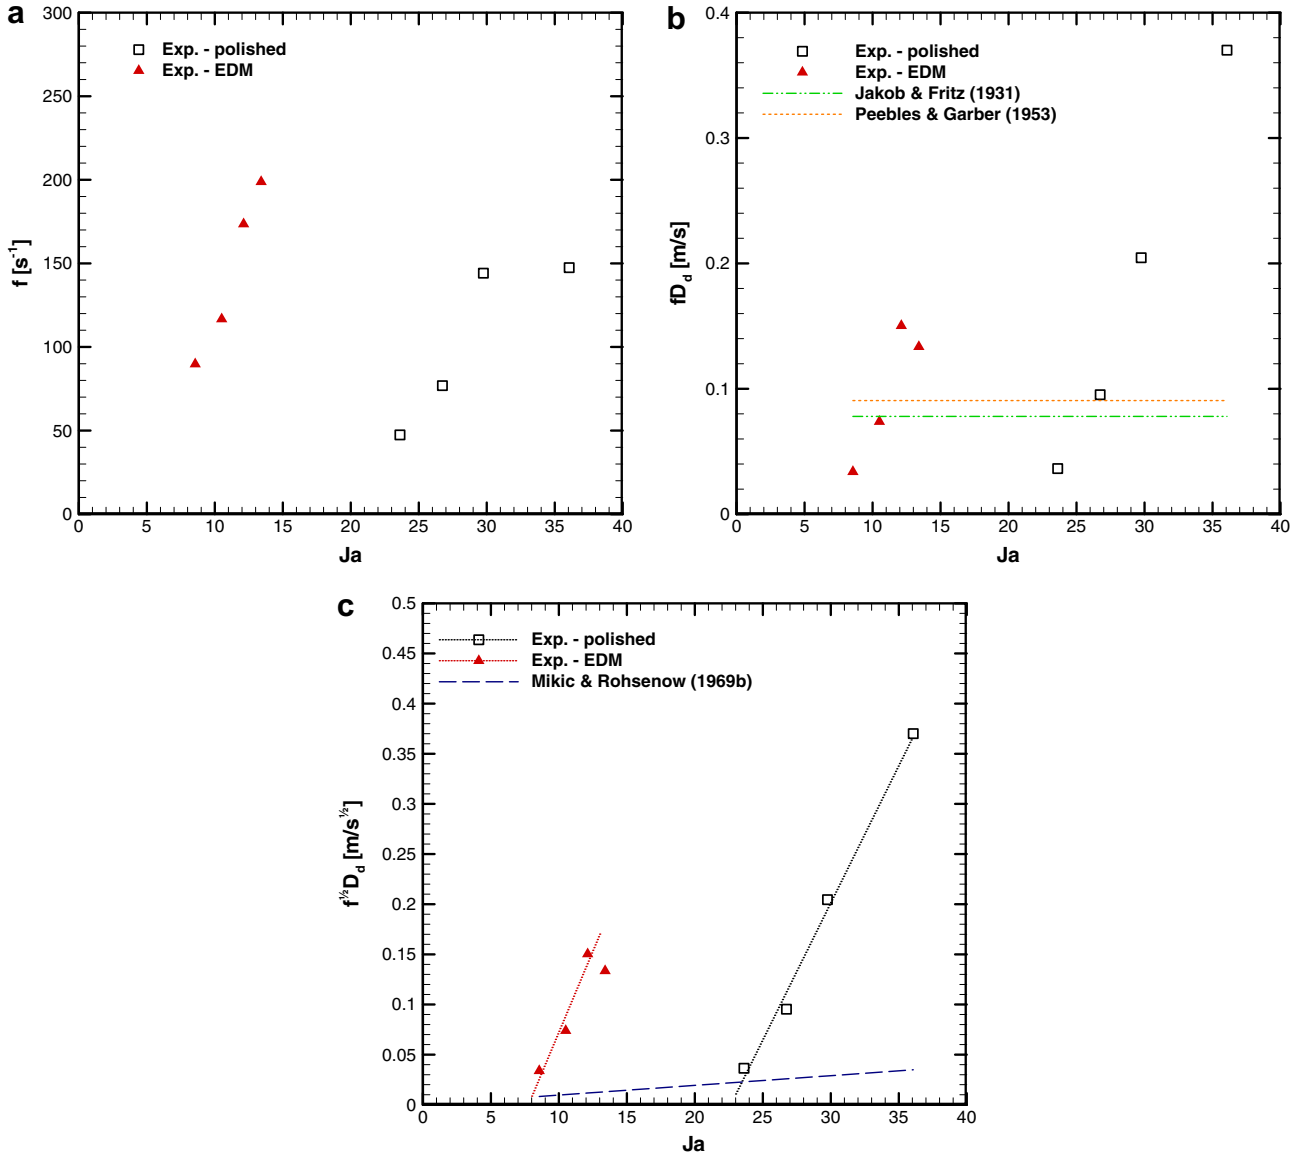 a
300
250
200
150
100
50
0
f [s⁻¹]
Exp. - polished
Exp. - EDM
0 5 10 15 20 25 30 35 40
Ja
b
0.4
0.3
0.2
0.1
0
fD_d [m/s]
Exp. - polished
Exp. - EDM
Jakob & Fritz (1931)
Peebles & Garber (1953)
0 5 10 15 20 25 30 35 40
Ja
c
0.5
0.45
0.4
0.35
0.3
0.25
0.2
0.15
0.1
0.05
0
f^½D_d [m/s^½]
Exp. - polished
Exp. - EDM
Mikic & Rohsenow (1969b)
0 5 10 15 20 25 30 35 40
Ja